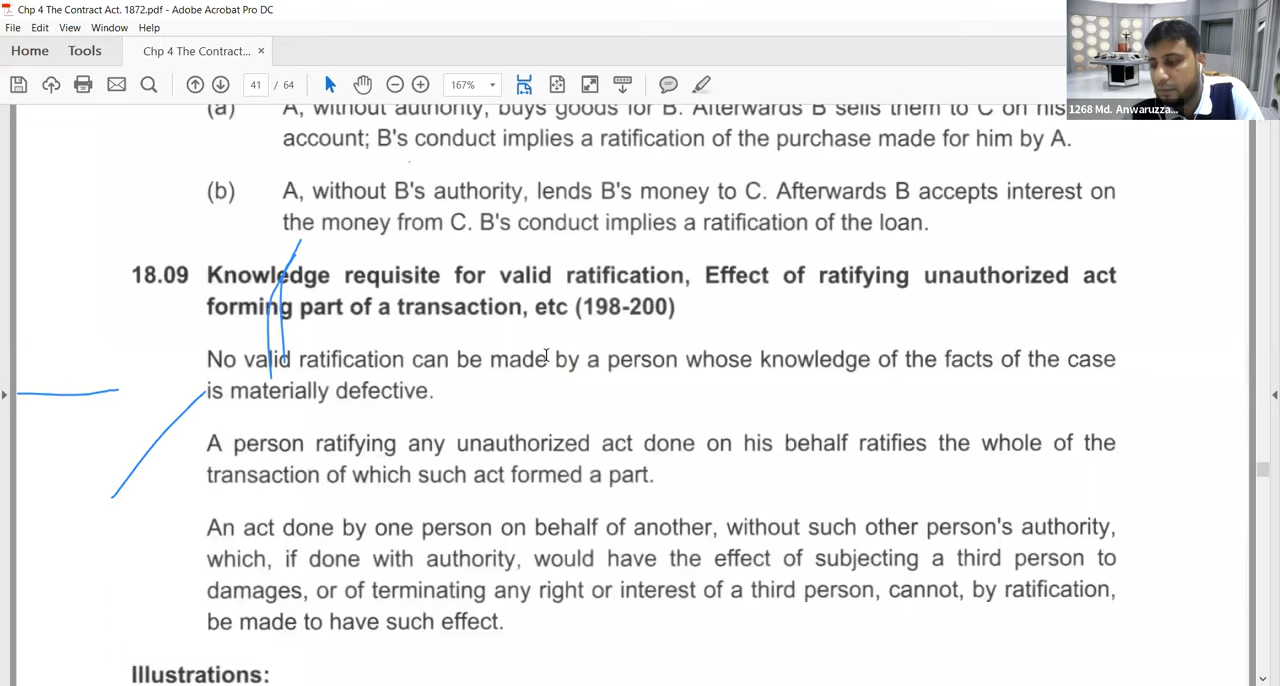 Chp 4 The Contract Act. 1872.pdf - Adobe Acrobat Pro DC
File Edit View Window Help
Home Tools Chp 4 The Contract... ×
41 / 64 167%
1268 Md. Anwaruzza...
(a) A, without authority, buys goods for B. Afterwards B sells them to C on his
account; B's conduct implies a ratification of the purchase made for him by A.
(b) A, without B's authority, lends B's money to C. Afterwards B accepts interest on
the money from C. B's conduct implies a ratification of the loan.
18.09 Knowledge requisite for valid ratification, Effect of ratifying unauthorized act
forming part of a transaction, etc (198-200)
No valid ratification can be made by a person whose knowledge of the facts of the case
is materially defective.
A person ratifying any unauthorized act done on his behalf ratifies the whole of the
transaction of which such act formed a part.
An act done by one person on behalf of another, without such other person's authority,
which, if done with authority, would have the effect of subjecting a third person to
damages, or of terminating any right or interest of a third person, cannot, by ratification,
be made to have such effect.
Illustrations: